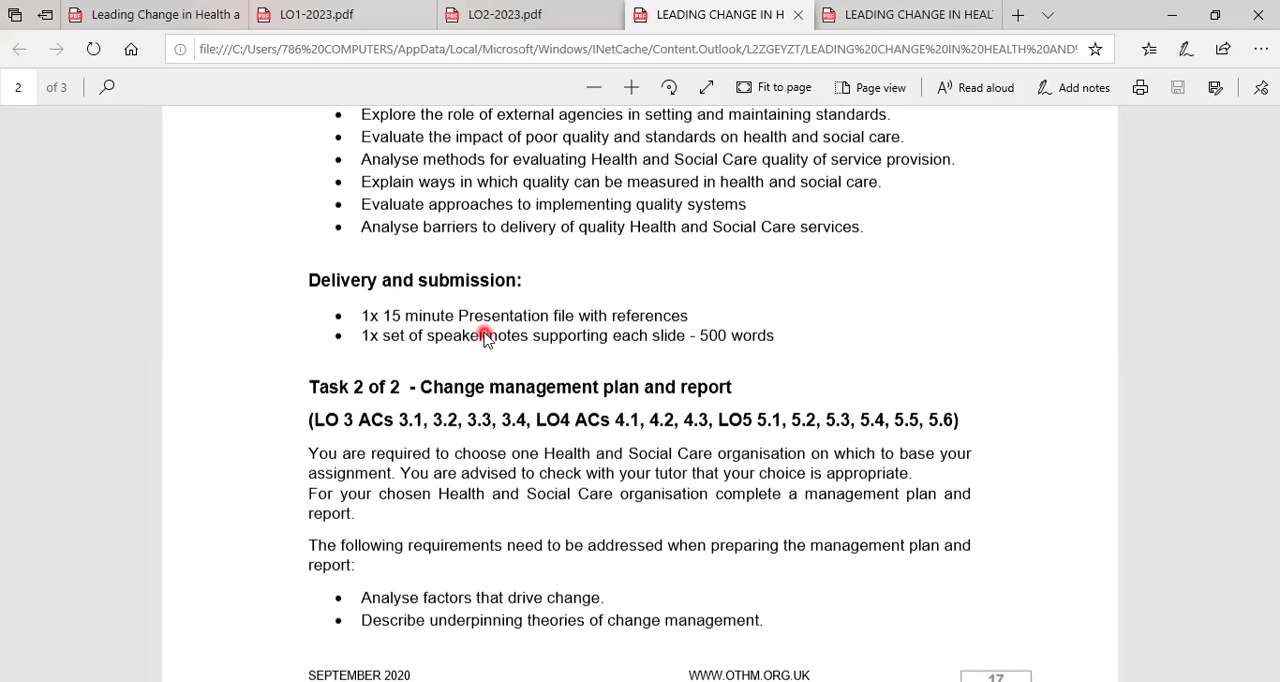 Leading Change in Health a
LO1-2023.pdf
LO2-2023.pdf
LEADING CHANGE IN H
LEADING CHANGE IN HEAL
file:///C:/Users/786%20COMPUTERS/AppData/Local/Microsoft/Windows/INetCache/Content.Outlook/L2ZGEYZT/LEADING%20CHANGE%20IN%20HEALTH%20AND%
2 of 3
Fit to page
Page view
Read aloud
Add notes
• Explore the role of external agencies in setting and maintaining standards.
• Evaluate the impact of poor quality and standards on health and social care.
• Analyse methods for evaluating Health and Social Care quality of service provision.
• Explain ways in which quality can be measured in health and social care.
• Evaluate approaches to implementing quality systems
• Analyse barriers to delivery of quality Health and Social Care services.
Delivery and submission:
• 1x 15 minute Presentation file with references
• 1x set of speaker notes supporting each slide - 500 words
Task 2 of 2 - Change management plan and report
(LO 3 ACs 3.1, 3.2, 3.3, 3.4, LO4 ACs 4.1, 4.2, 4.3, LO5 5.1, 5.2, 5.3, 5.4, 5.5, 5.6)
You are required to choose one Health and Social Care organisation on which to base your
assignment. You are advised to check with your tutor that your choice is appropriate.
For your chosen Health and Social Care organisation complete a management plan and
report.
The following requirements need to be addressed when preparing the management plan and
report:
• Analyse factors that drive change.
• Describe underpinning theories of change management.
SEPTEMBER 2020
WWW.OTHM.ORG.UK
17